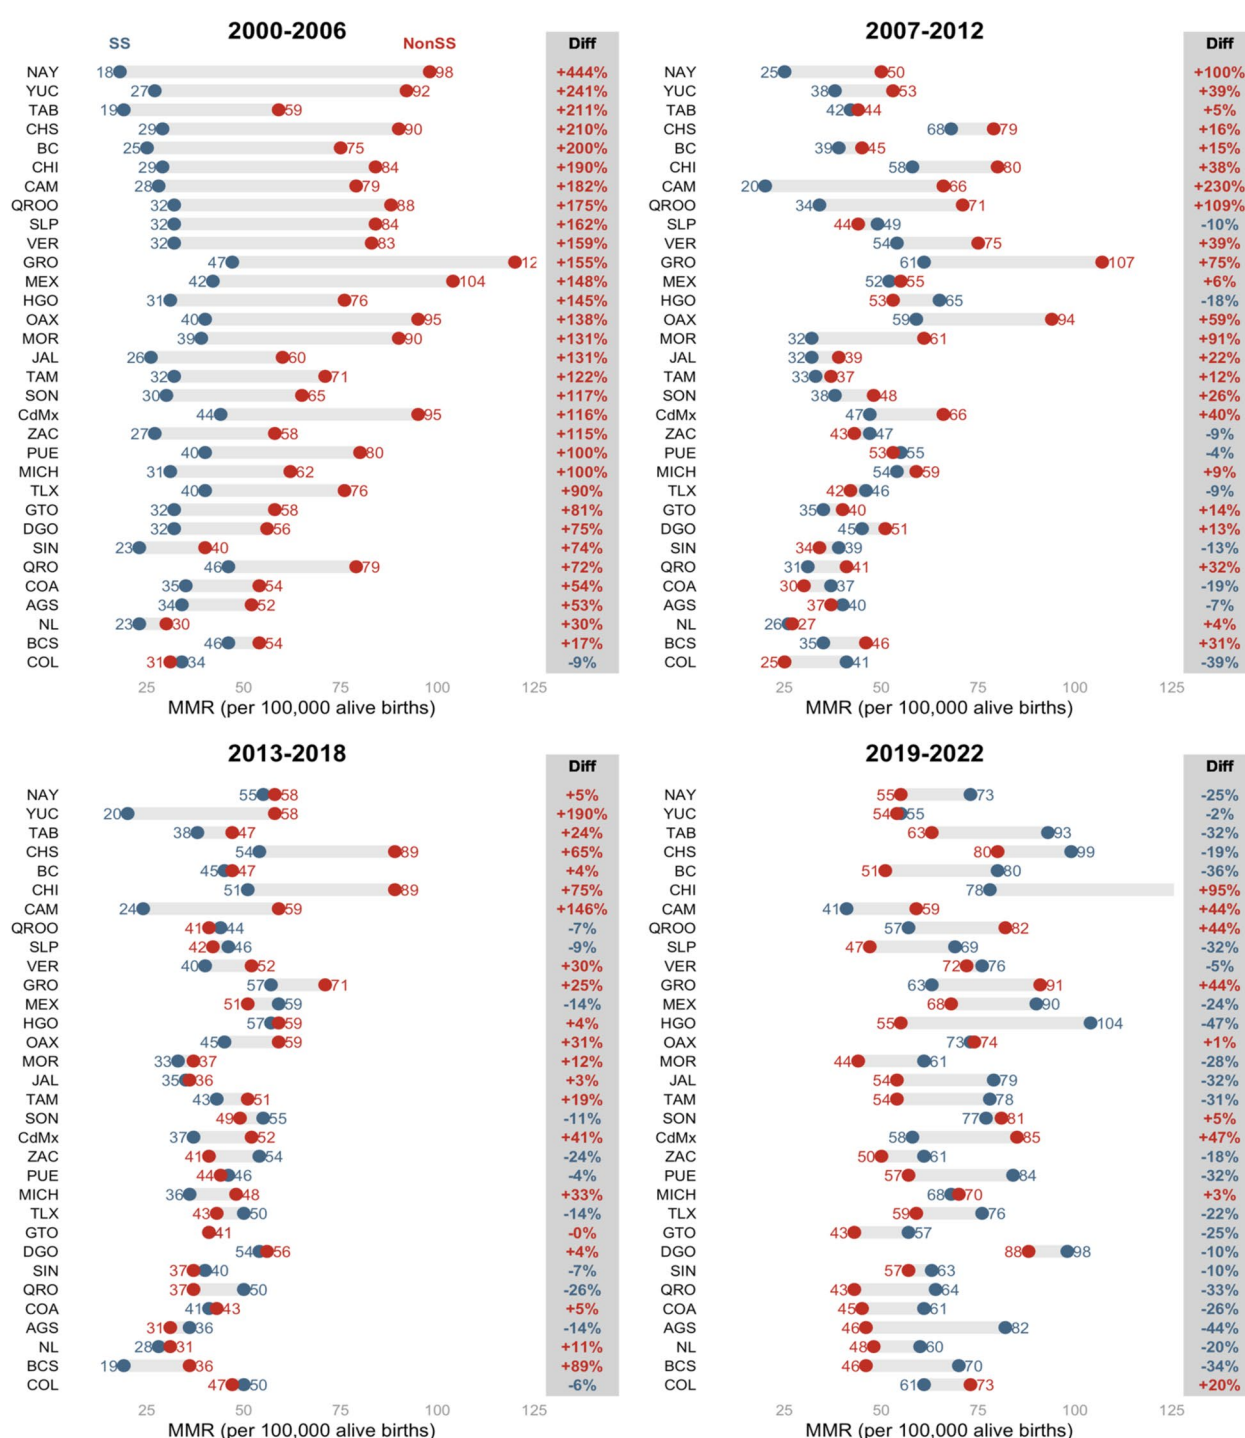 2000-2006
SS NonSS Diff
NAY 18 98 +444%
YUC 27 92 +241%
TAB 19 59 +211%
CHS 29 90 +210%
BC 25 75 +200%
CHI 29 84 +190%
CAM 28 79 +182%
QROO 32 88 +175%
SLP 32 84 +162%
VER 32 83 +159%
GRO 47 12 +155%
MEX 42 104 +148%
HGO 31 76 +145%
OAX 40 95 +138%
MOR 39 90 +131%
JAL 26 60 +131%
TAM 32 71 +122%
SON 30 65 +117%
CdMx 44 95 +116%
ZAC 27 58 +115%
PUE 40 80 +100%
MICH 31 62 +100%
TLX 40 76 +90%
GTO 32 58 +81%
DGO 32 56 +75%
SIN 23 40 +74%
QRO 46 79 +72%
COA 35 54 +54%
AGS 34 52 +53%
NL 23 30 +30%
BCS 46 54 +17%
COL 31 34 -9%
25 50 75 100 125
MMR (per 100,000 alive births)
2007-2012
Diff
NAY 25 50 +100%
YUC 38 53 +39%
TAB 42 44 +5%
CHS 68 79 +16%
BC 39 45 +15%
CHI 58 80 +38%
CAM 20 66 +230%
QROO 34 71 +109%
SLP 44 49 -10%
VER 54 75 +39%
GRO 61 107 +75%
MEX 52 55 +6%
HGO 53 65 -18%
OAX 59 94 +59%
MOR 32 61 +91%
JAL 32 39 +22%
TAM 33 37 +12%
SON 38 48 +26%
CdMx 47 66 +40%
ZAC 43 47 -9%
PUE 53 55 -4%
MICH 54 59 +9%
TLX 42 46 -9%
GTO 35 40 +14%
DGO 45 51 +13%
SIN 34 39 -13%
QRO 31 41 +32%
COA 30 37 -19%
AGS 37 40 -7%
NL 26 27 +4%
BCS 35 46 +31%
COL 25 41 -39%
25 50 75 100 125
MMR (per 100,000 alive births)
2013-2018
Diff
NAY 55 58 +5%
YUC 20 58 +190%
TAB 38 47 +24%
CHS 54 89 +65%
BC 45 47 +4%
CHI 51 89 +75%
CAM 24 59 +146%
QROO 41 44 -7%
SLP 42 46 -9%
VER 40 52 +30%
GRO 57 71 +25%
MEX 51 59 -14%
HGO 57 59 +4%
OAX 45 59 +31%
MOR 33 37 +12%
JAL 35 36 +3%
TAM 43 51 +19%
SON 49 55 -11%
CdMx 37 52 +41%
ZAC 41 54 -24%
PUE 44 46 -4%
MICH 36 48 +33%
TLX 43 50 -14%
GTO 41 -0%
DGO 54 56 +4%
SIN 37 40 -7%
QRO 37 50 -26%
COA 41 43 +5%
AGS 31 36 -14%
NL 28 31 +11%
BCS 19 36 +89%
COL 47 50 -6%
25 50 75 100 125
MMR (per 100,000 alive births)
2019-2022
Diff
NAY 55 73 -25%
YUC 54 55 -2%
TAB 63 93 -32%
CHS 80 99 -19%
BC 51 80 -36%
CHI 78 +95%
CAM 41 59 +44%
QROO 57 82 +44%
SLP 47 69 -32%
VER 72 76 -5%
GRO 63 91 +44%
MEX 68 90 -24%
HGO 55 104 -47%
OAX 73 74 +1%
MOR 44 61 -28%
JAL 54 79 -32%
TAM 54 78 -31%
SON 77 81 +5%
CdMx 58 85 +47%
ZAC 50 61 -18%
PUE 57 84 -32%
MICH 68 70 +3%
TLX 59 76 -22%
GTO 43 57 -25%
DGO 88 98 -10%
SIN 57 63 -10%
QRO 43 64 -33%
COA 45 61 -26%
AGS 46 82 -44%
NL 48 60 -20%
BCS 46 70 -34%
COL 61 73 +20%
25 50 75 100 125
MMR (per 100,000 alive births)